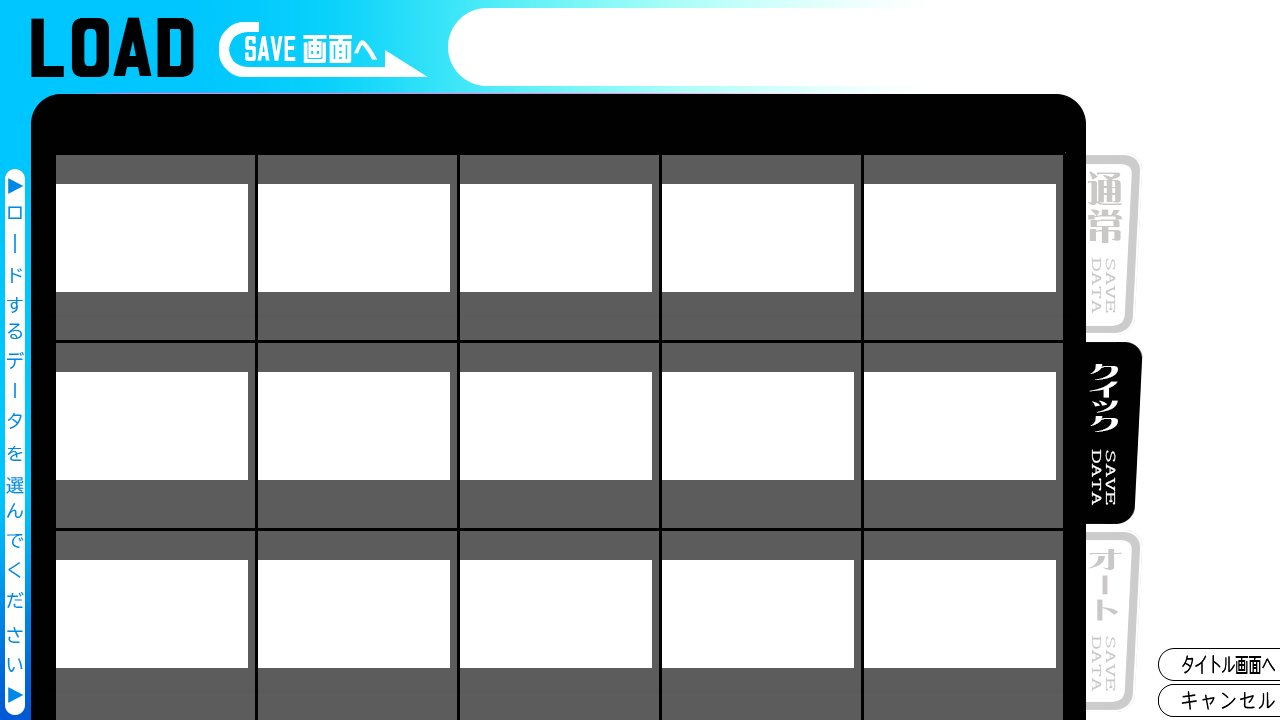 LOAD
SAVE 画面へ
▶ロードするデータを選んでください▶
通常
SAVE
DATA
クイック
SAVE
DATA
オート
SAVE
DATA
タイトル画面へ
キャンセル